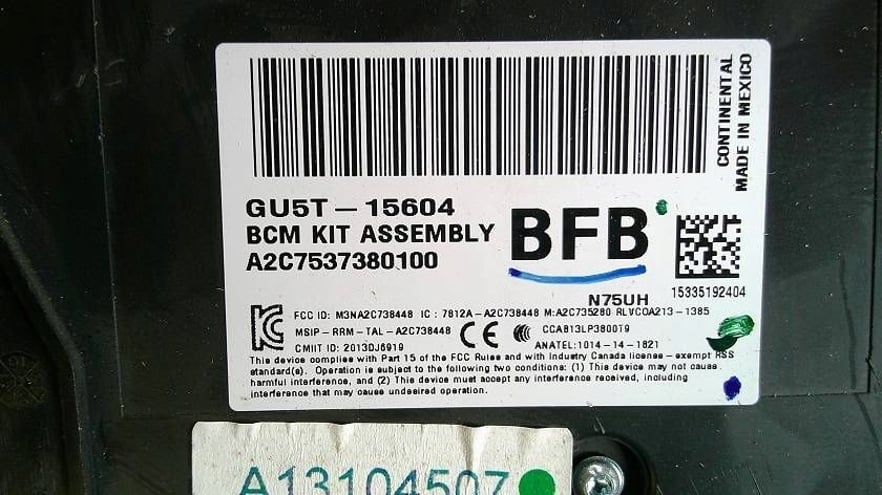 CONTINENTAL
MADE IN MEXICO
GU5T-15604
BCM KIT ASSEMBLY
A2C7537380100
BFB
N75UH
15335192404
FCC ID: M3NA2C738448 IC: 7812A-A2C738448 M:A2C735280 RLVCOA213-1385
MSIP-RRM-TAL-A2C738448 CE CCAB13LP3800T9
CMIIT ID: 2013DJ6919 ANATEL:1014-14-1821
This device complies with Part 15 of the FCC Rules and with Industry Canada license-exempt RSS
standard(s). Operation is subject to the following two conditions: (1) This device may not cause
harmful interference, and (2) This device must accept any interference received, including
interference that may cause undesired operation.
A13104507